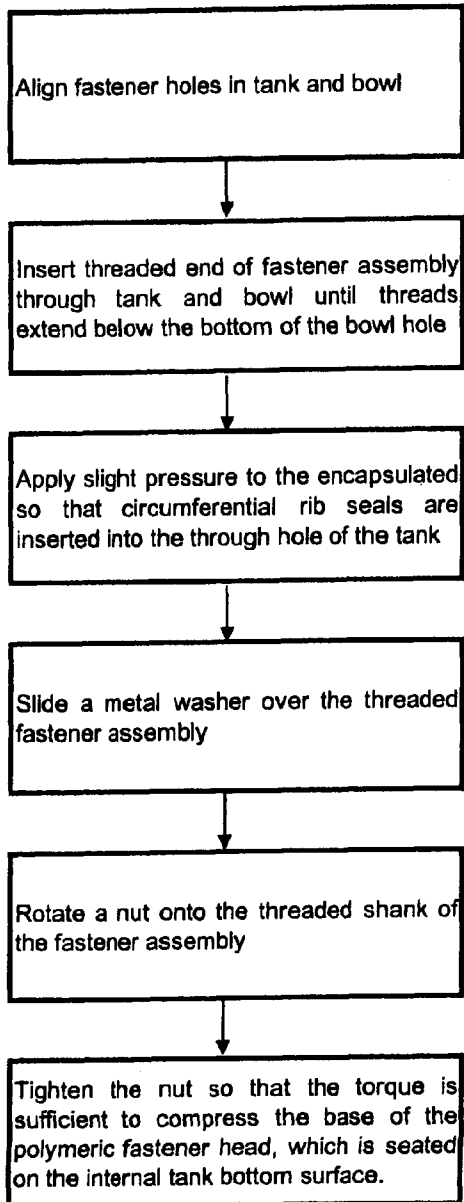 Align fastener holes in tank and bowl
Insert threaded end of fastener assembly
through tank and bowl until threads
extend below the bottom of the bowl hole
Apply slight pressure to the encapsulated
so that circumferential rib seals are
inserted into the through hole of the tank
Slide a metal washer over the threaded
fastener assembly
Rotate a nut onto the threaded shank of
the fastener assembly
Tighten the nut so that the torque is
sufficient to compress the base of the
polymeric fastener head, which is seated
on the internal tank bottom surface.